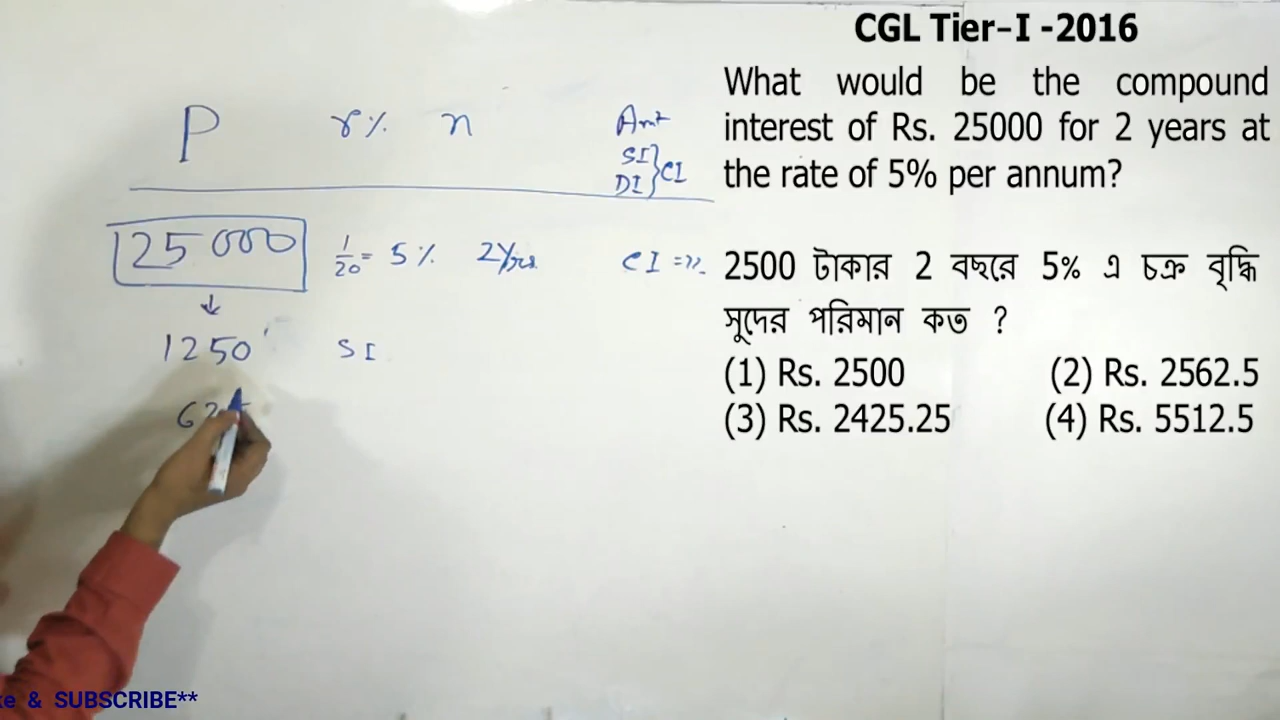 CGL Tier-I -2016
What would be the compound
interest of Rs. 25000 for 2 years at
the rate of 5% per annum?
2500 টাকার 2 বছরে 5% এ চক্র বৃদ্ধি
সুদের পরিমান কত ?
(1) Rs. 2500 (2) Rs. 2562.5
(3) Rs. 2425.25 (4) Rs. 5512.5
P r% n Amt
SI } CI
DI
25000 1/20 = 5% 2Yrs CI =
↓
1250 SI
62
& SUBSCRIBE**